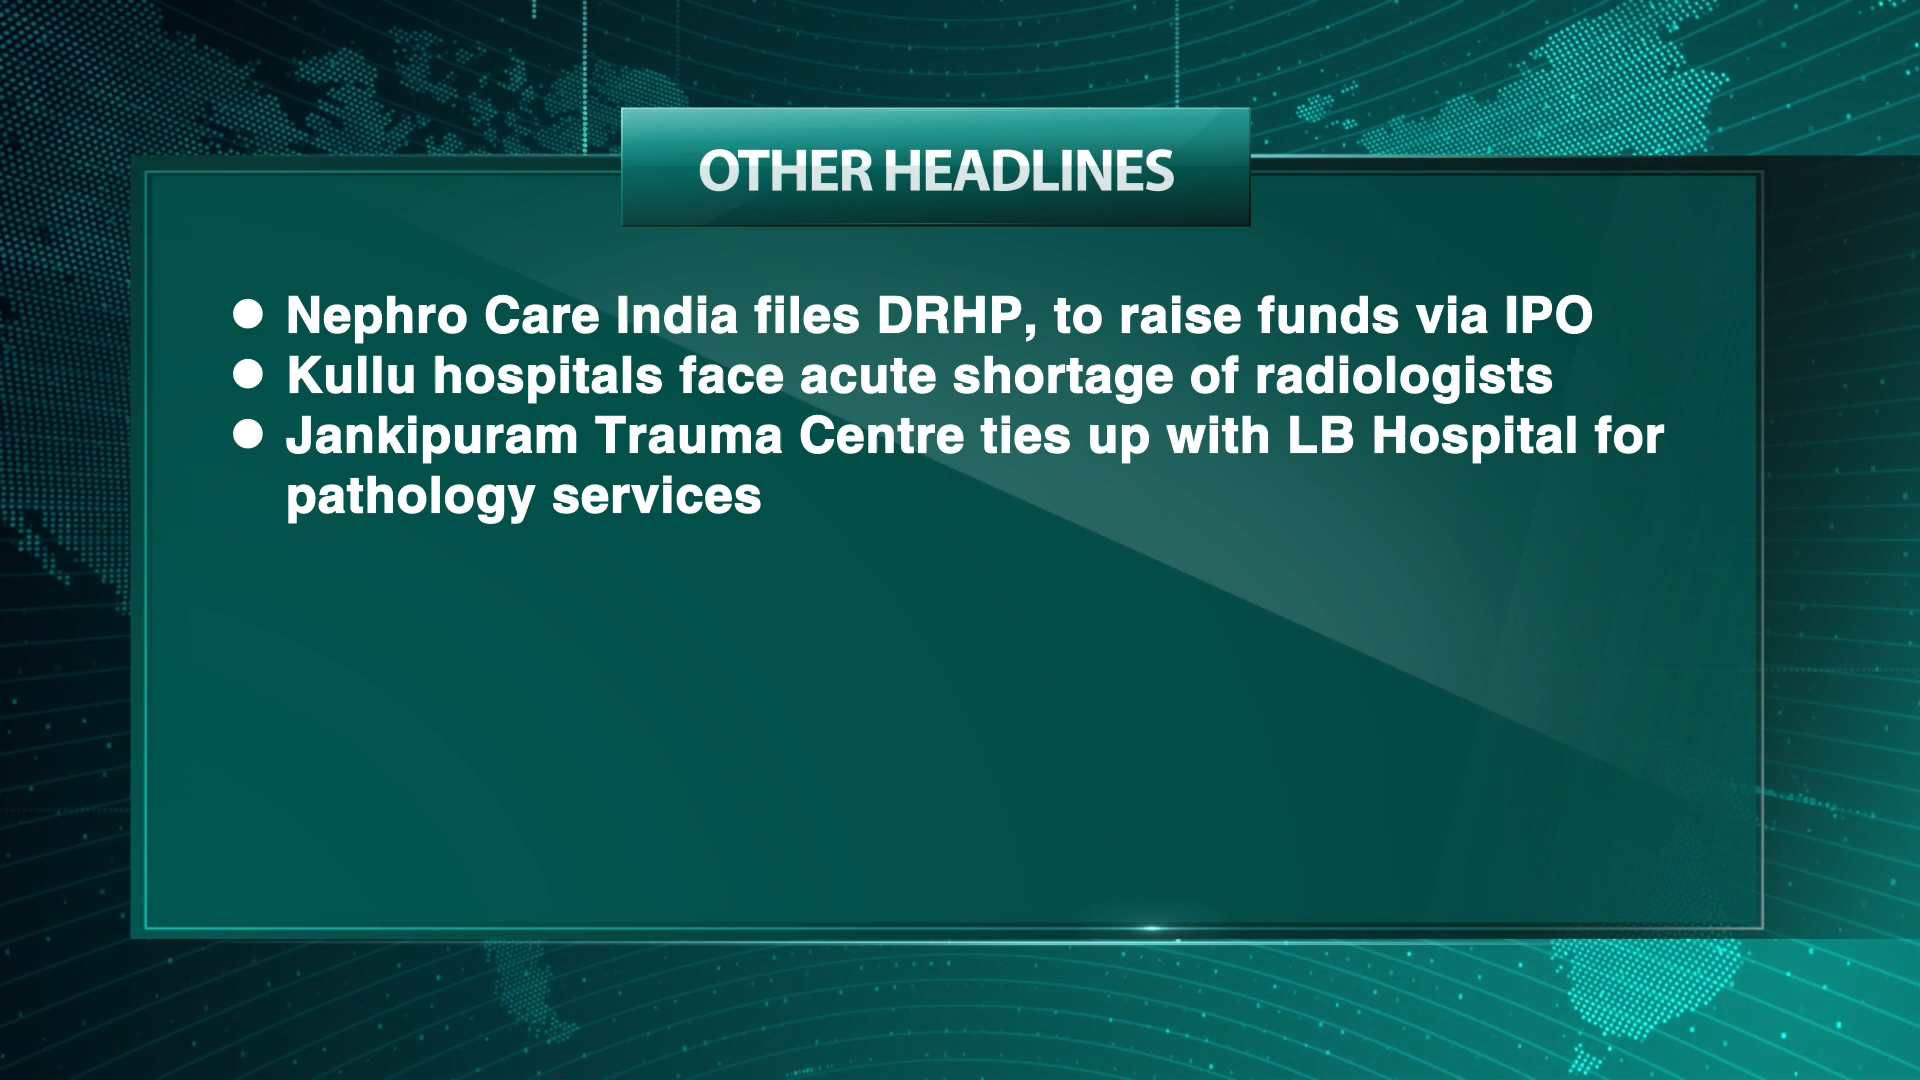 OTHER HEADLINES
● Nephro Care India files DRHP, to raise funds via IPO
● Kullu hospitals face acute shortage of radiologists
● Jankipuram Trauma Centre ties up with LB Hospital for
pathology services